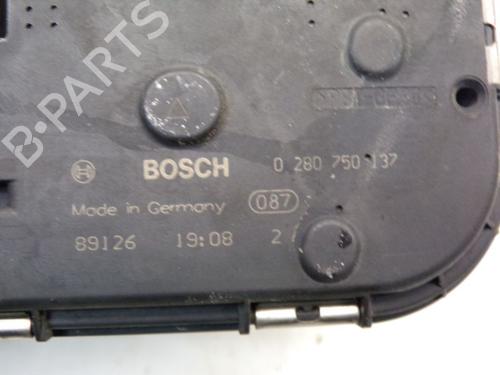 B-PARTS
BOSCH 0 280 750 137
Made in Germany 087
89126 19:08 2